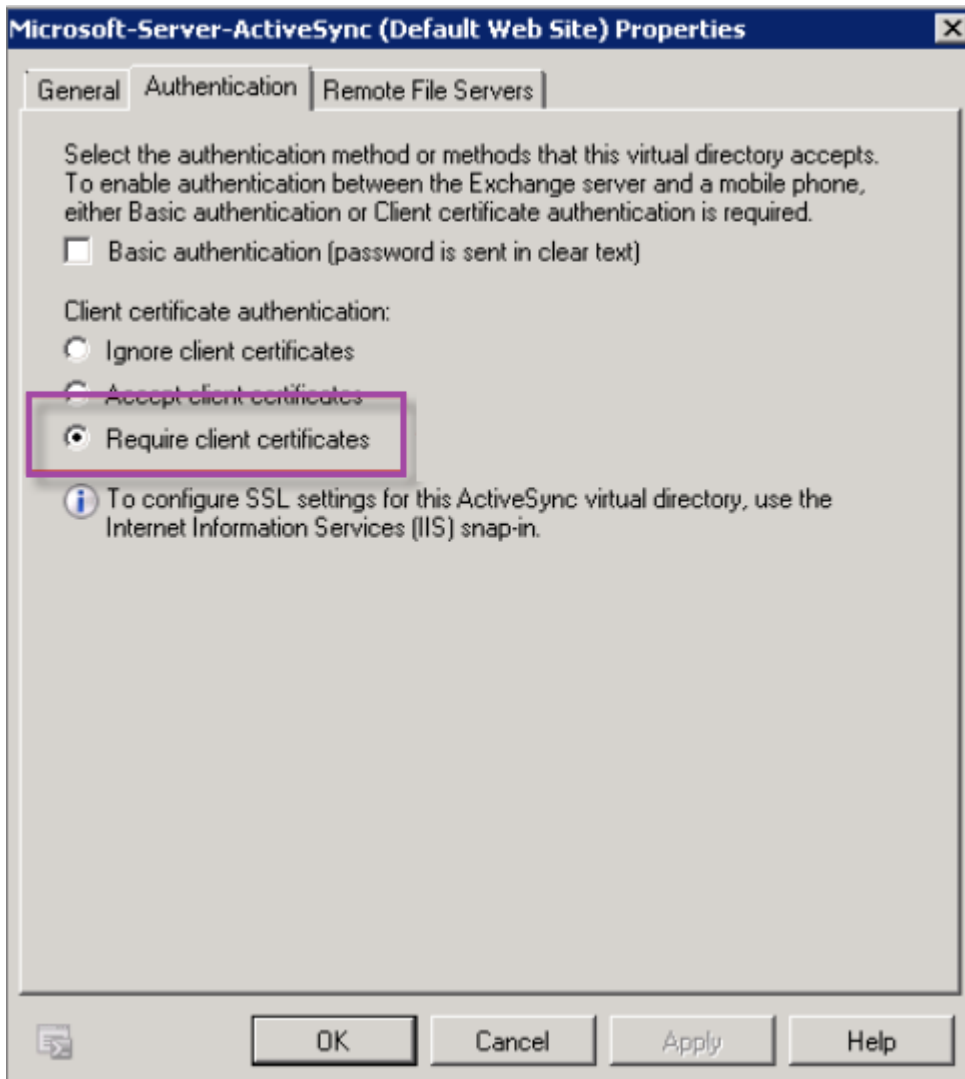 Microsoft-Server-ActiveSync (Default Web Site) Properties
General Authentication Remote File Servers
Select the authentication method or methods that this virtual directory accepts.
To enable authentication between the Exchange server and a mobile phone,
either Basic authentication or Client certificate authentication is required.
Basic authentication (password is sent in clear text)
Client certificate authentication:
Ignore client certificates
Accept client certificates
Require client certificates
To configure SSL settings for this ActiveSync virtual directory, use the
Internet Information Services (IIS) snap-in.
OK Cancel Apply Help